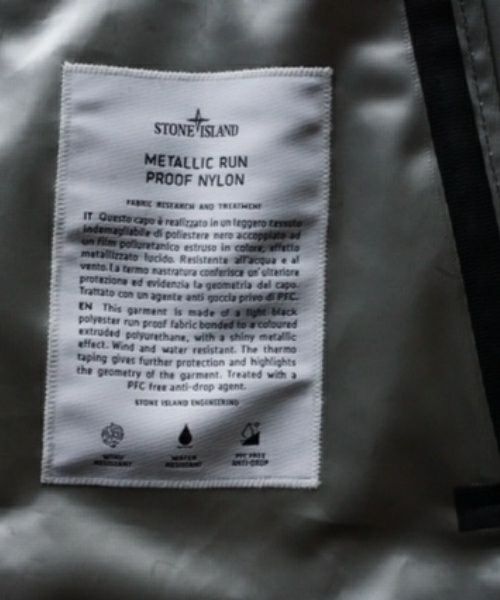 STONE ISLAND
METALLIC RUN
PROOF NYLON
FABRIC RESEARCH AND TREATMENT
IT Questo capo è realizzato in un leggero tessuto
indemagliabile di poliestere nero accoppiato ad
un film poliuretanico estruso in colore, effetto
metallizzato lucido. Resistente all'acqua e al
vento. La termo nastratura conferisce un'ulteriore
protezione ed evidenzia la geometria del capo.
Trattato con un agente anti goccia privo di PFC.
EN This garment is made of a light black
polyester run proof fabric bonded to a coloured
extruded polyurethane, with a shiny metallic
effect. Wind and water resistant. The thermo
taping gives further protection and highlights
the geometry of the garment. Treated with a
PFC free anti-drop agent.
STONE ISLAND ENGINEERING
WIND WATER PFC FREE
RESISTANT RESISTANT ANTI-DROP